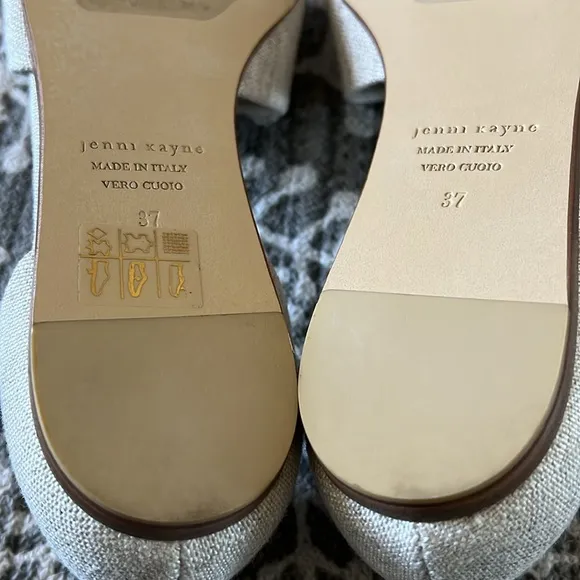 jenni kayne
MADE IN ITALY
VERO CUOIO
37
jenni kayne
MADE IN ITALY
VERO CUOIO
37